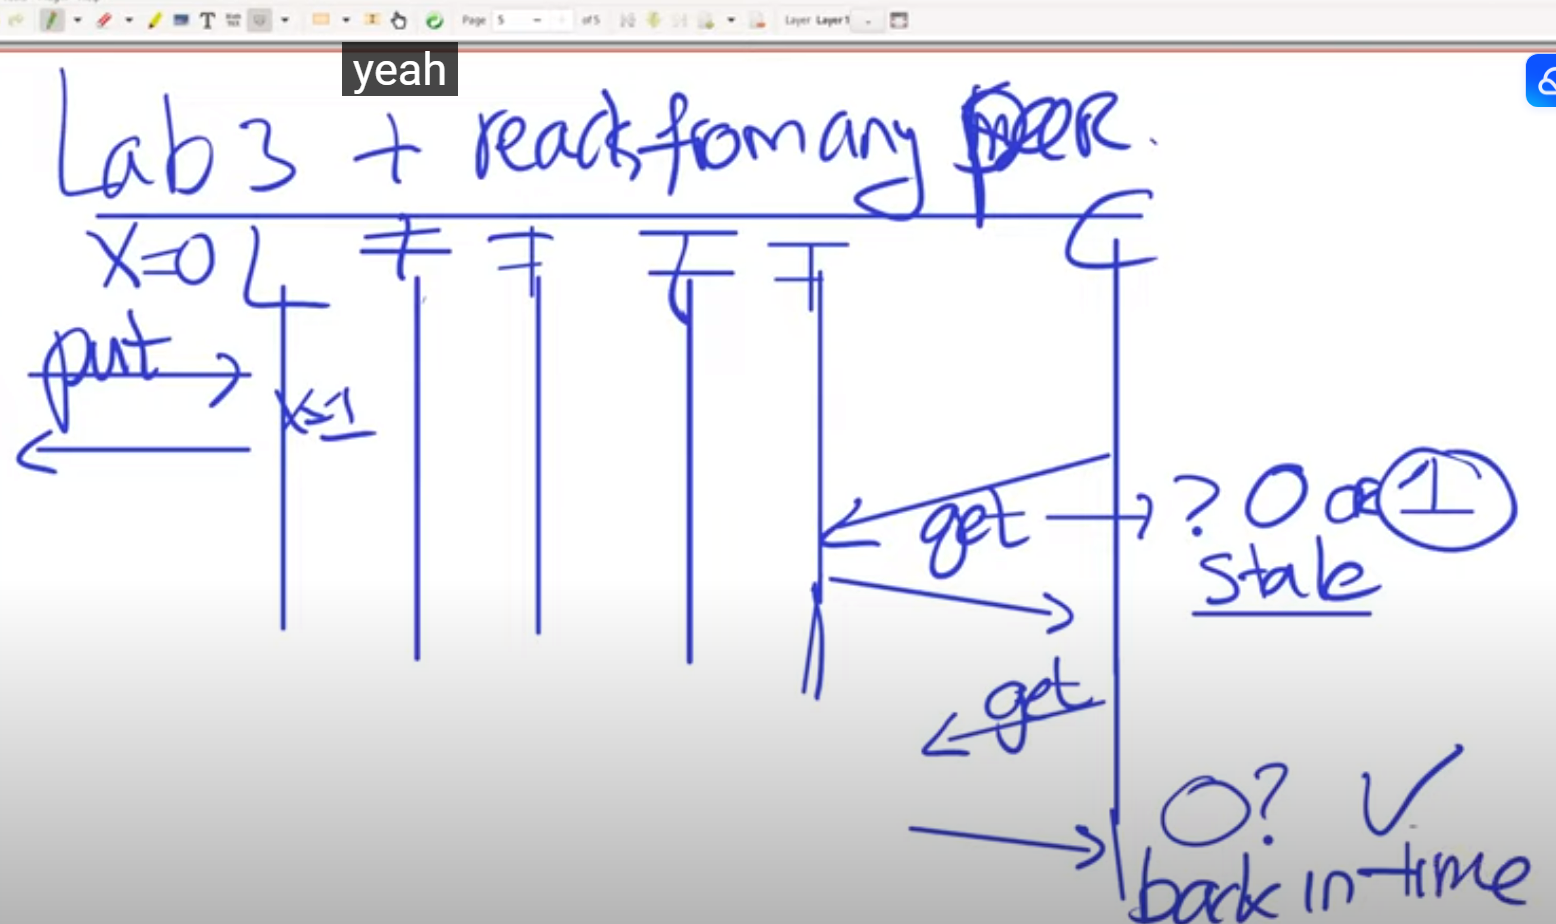 Page 5 of 5 Layer Layer 1
yeah
Lab 3 + reads from any peer.
X=0 L F F F F C
put
x=1
get → ? 0 or 1
stale
get
0? ✓
back in-time